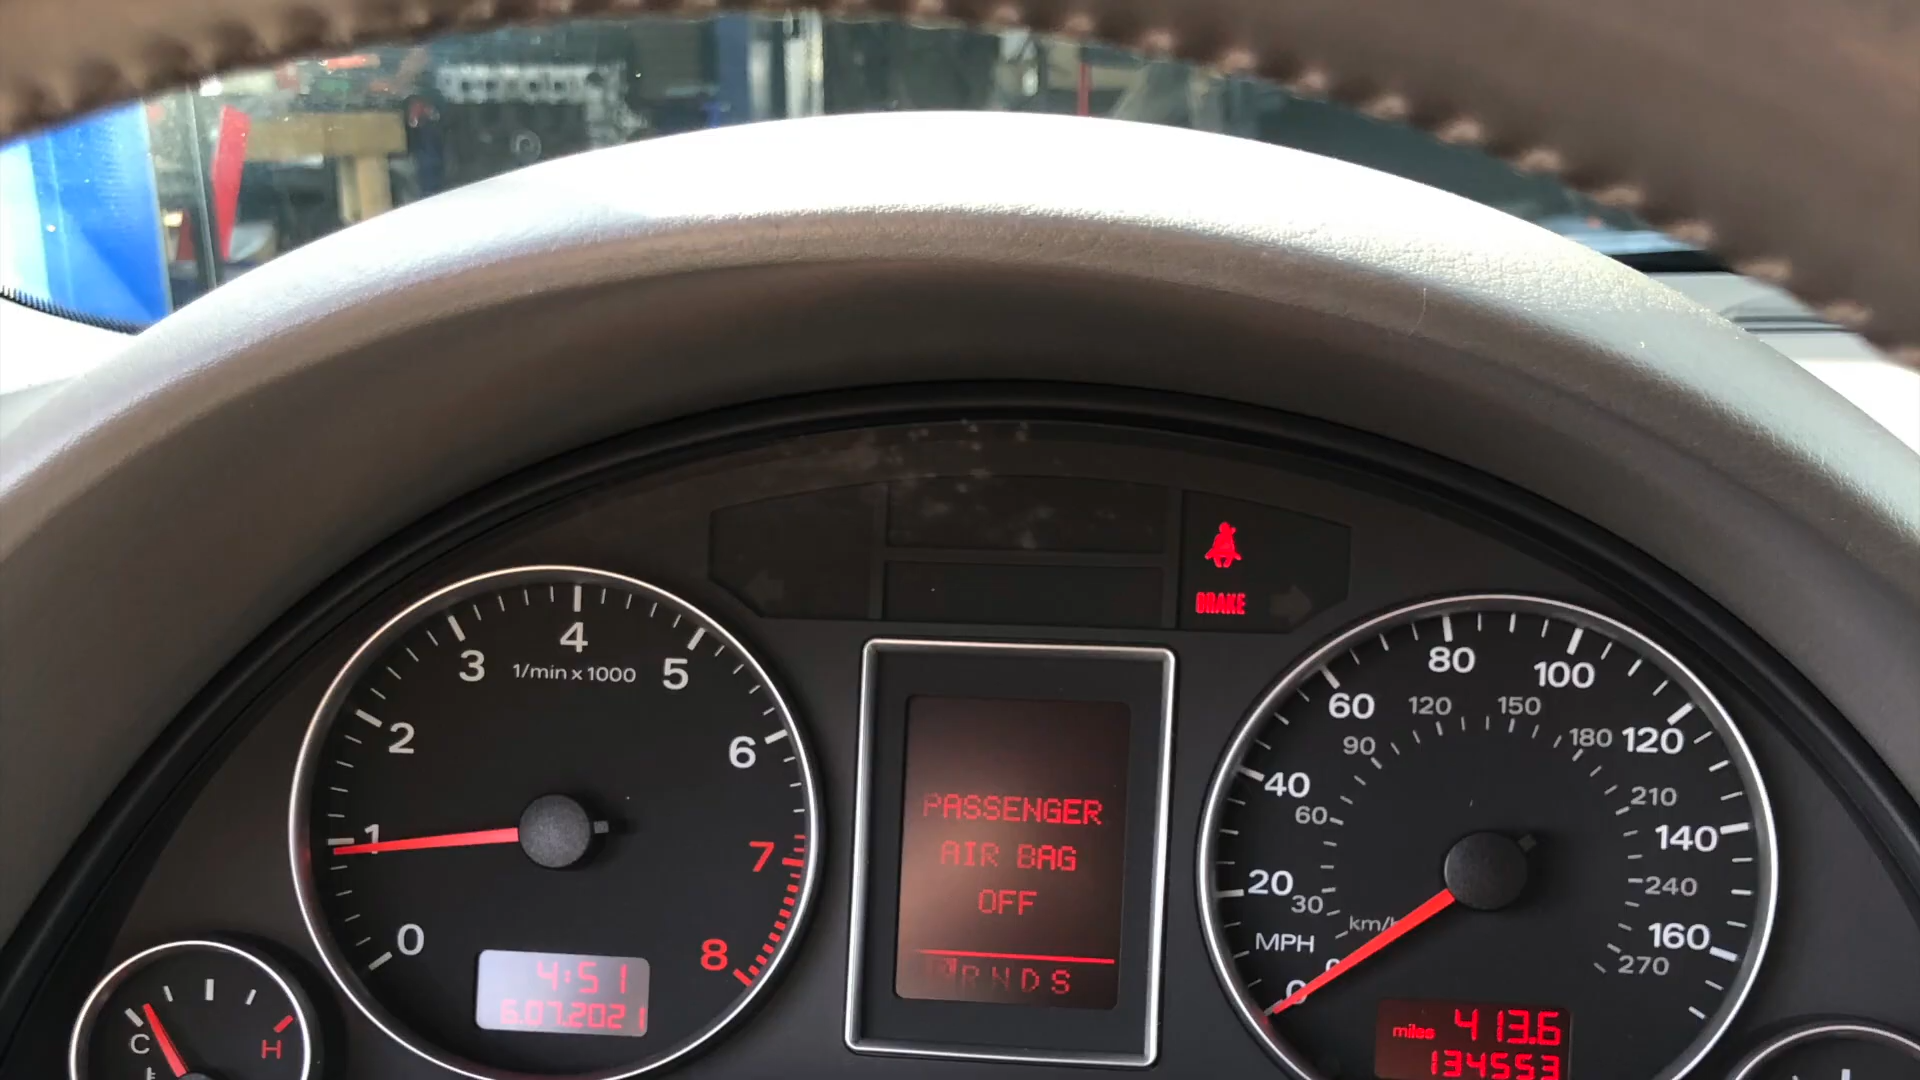 BRAKE
4
3
5
1/min x 1000
2
6
1
7
0
8
4:51
6.07.2021
C
H
PASSENGER
AIR BAG
OFF
P R N D S
80
100
60
120
150
120
90
180
40
60
210
140
20
30
240
MPH
km/h
160
270
0
0
miles 413.6
134553